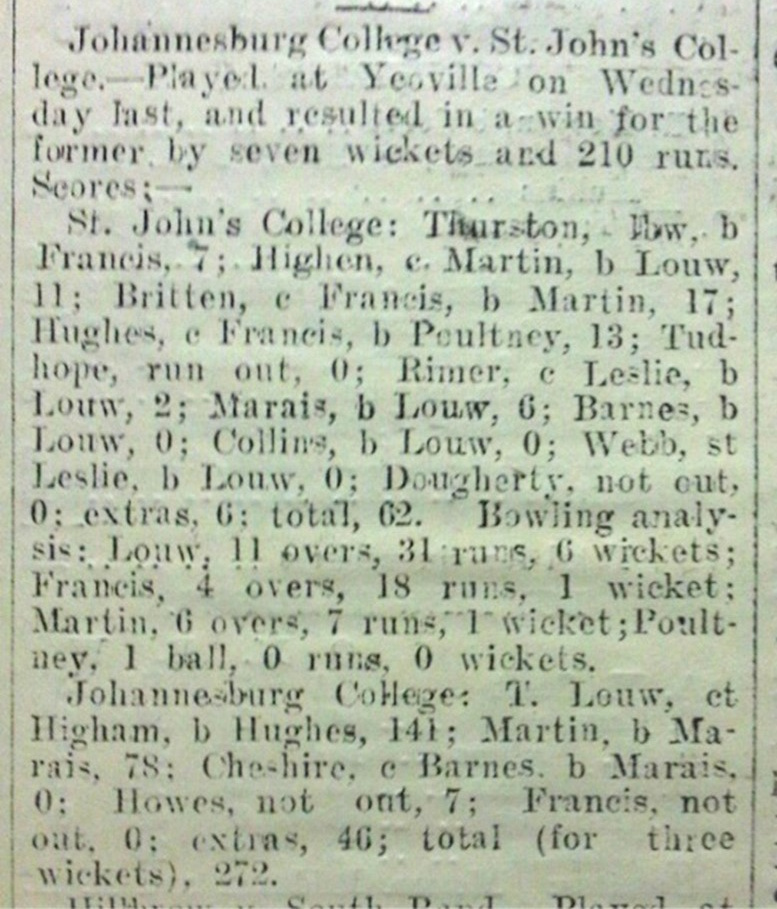 Johannesburg College v. St. John's Col-
lege.—Played at Yeoville on Wednes-
day last, and resulted in a win for the
former by seven wickets and 210 runs.
Scores:—
St. John's College: Thurston, lbw, b
Francis, 7; Highen, c. Martin, b Louw,
11; Britten, c Francis, b Martin, 17;
Hughes, c Francis, b Poultney, 13; Tud-
hope, run out, 0; Rimer, c Leslie, b
Louw, 2; Marais, b Louw, 6; Barnes, b
Louw, 0; Collins, b Louw, 0; Webb, st
Leslie, b Louw, 0; Dougherty, not out,
0; extras, 6; total, 62. Bowling analy-
sis: Louw, 11 overs, 31 runs, 6 wickets;
Francis, 4 overs, 18 runs, 1 wicket;
Martin, 6 overs, 7 runs, 1 wicket; Poult-
ney, 1 ball, 0 runs, 0 wickets.
Johannesburg College: T. Louw, ct
Higham, b Hughes, 141; Martin, b Ma-
rais, 78; Cheshire, c Barnes, b Marais,
0; Howes, not out, 7; Francis, not
out, 0; extras, 46; total (for three
wickets), 272.